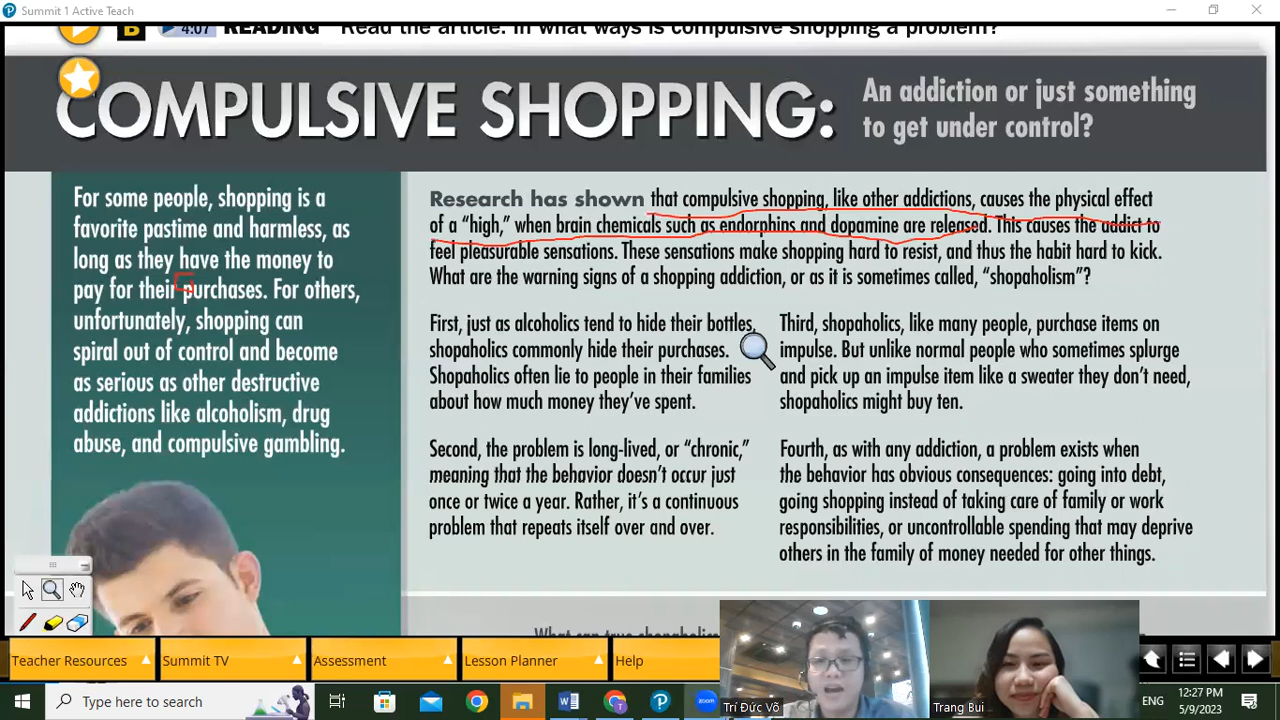 Summit 1 Active Teach
B 4:07 READING Read the article. In what ways is compulsive shopping a problem?
COMPULSIVE SHOPPING:
An addiction or just something
to get under control?
For some people, shopping is a
favorite pastime and harmless, as
long as they have the money to
pay for their purchases. For others,
unfortunately, shopping can
spiral out of control and become
as serious as other destructive
addictions like alcoholism, drug
abuse, and compulsive gambling.
Research has shown that compulsive shopping, like other addictions, causes the physical effect
of a “high,” when brain chemicals such as endorphins and dopamine are released. This causes the addict to
feel pleasurable sensations. These sensations make shopping hard to resist, and thus the habit hard to kick.
What are the warning signs of a shopping addiction, or as it is sometimes called, “shopaholism”?
First, just as alcoholics tend to hide their bottles,
shopaholics commonly hide their purchases.
Shopaholics often lie to people in their families
about how much money they’ve spent.
Second, the problem is long-lived, or “chronic,”
meaning that the behavior doesn’t occur just
once or twice a year. Rather, it’s a continuous
problem that repeats itself over and over.
Third, shopaholics, like many people, purchase items on
impulse. But unlike normal people who sometimes splurge
and pick up an impulse item like a sweater they don’t need,
shopaholics might buy ten.
Fourth, as with any addiction, a problem exists when
the behavior has obvious consequences: going into debt,
going shopping instead of taking care of family or work
responsibilities, or uncontrollable spending that may deprive
others in the family of money needed for other things.
What can true shopaholics
Teacher Resources
Summit TV
Assessment
Lesson Planner
Help
Trí Đức Võ
Trang Bui
Type here to search
zoom
ENG
12:27 PM
5/9/2023